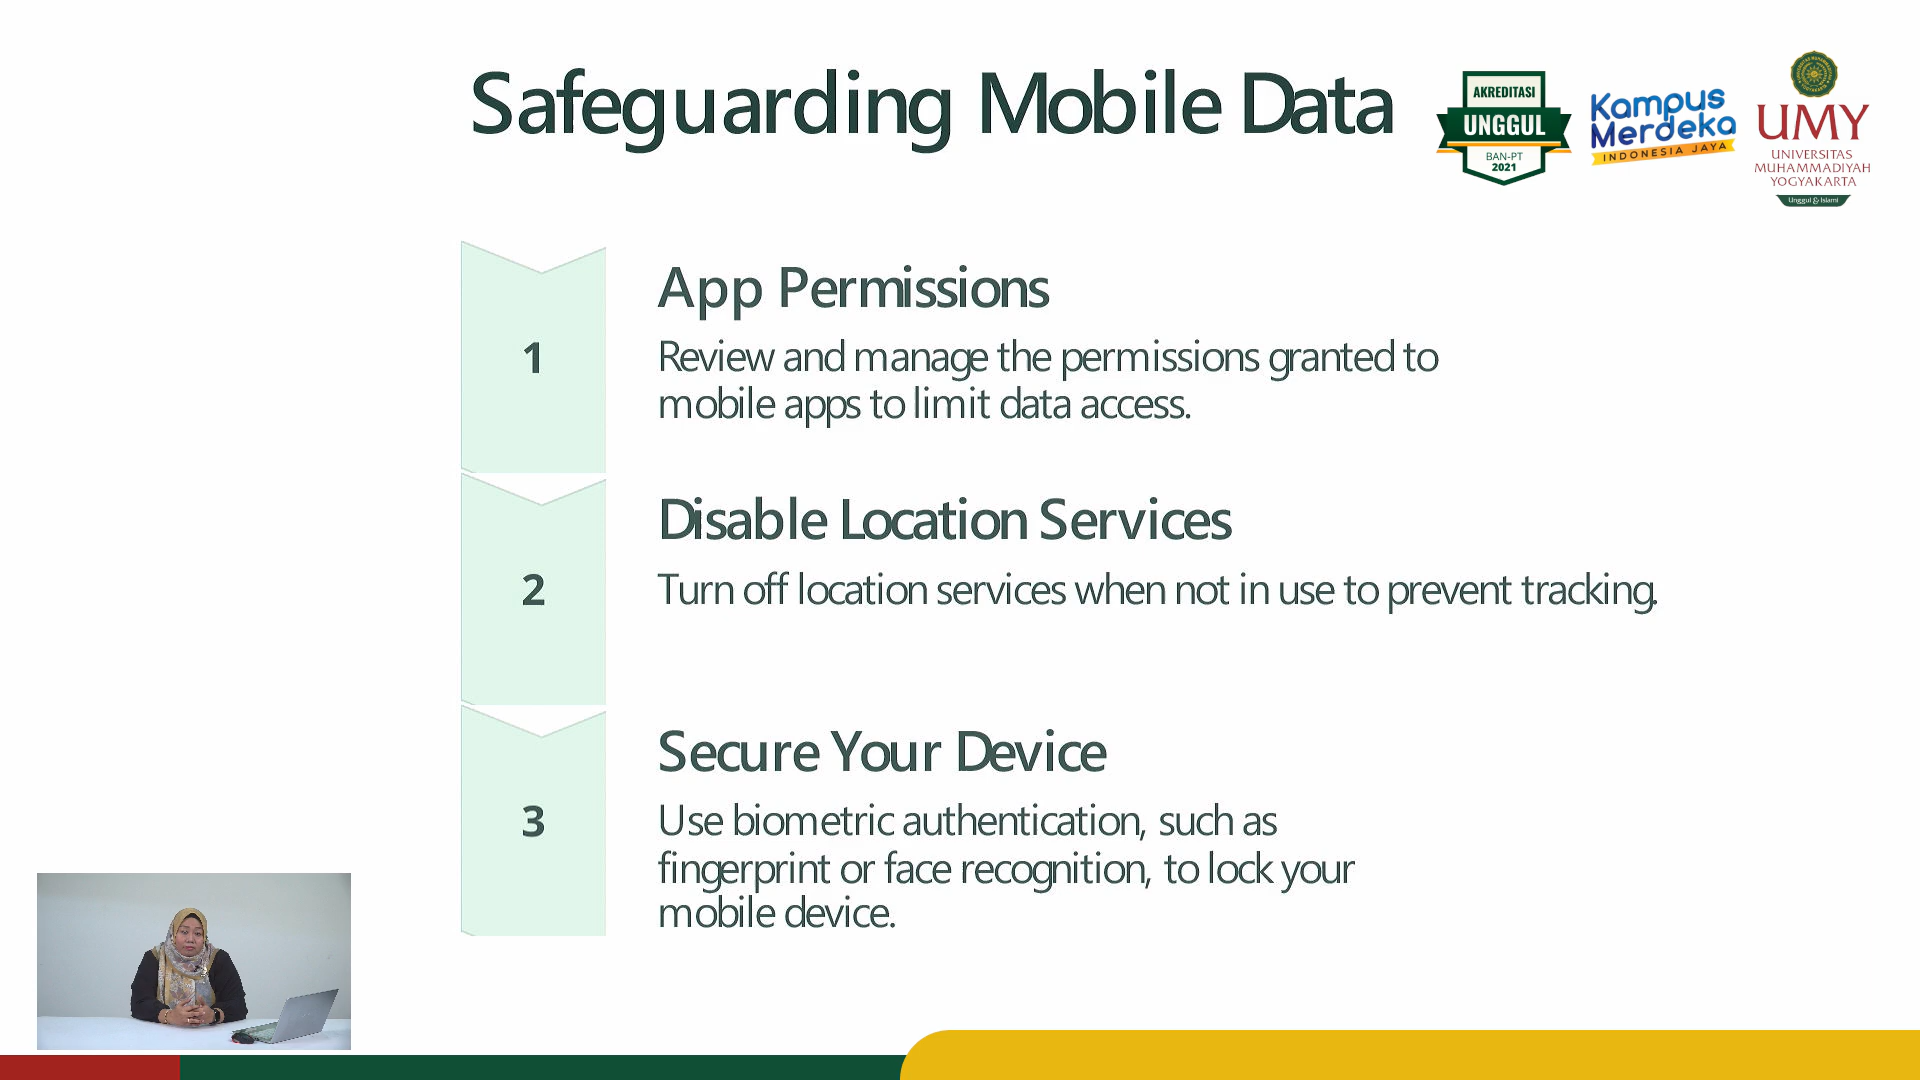 Safeguarding Mobile Data
AKREDITASI
UNGGUL
BAN-PT
2021
Kampus
Merdeka
INDONESIA JAYA
UMY
UNIVERSITAS
MUHAMMADIYAH
YOGYAKARTA
Unggul & Islami
1
App Permissions
Review and manage the permissions granted to
mobile apps to limit data access.
2
Disable Location Services
Turn off location services when not in use to prevent tracking.
3
Secure Your Device
Use biometric authentication, such as
fingerprint or face recognition, to lock your
mobile device.